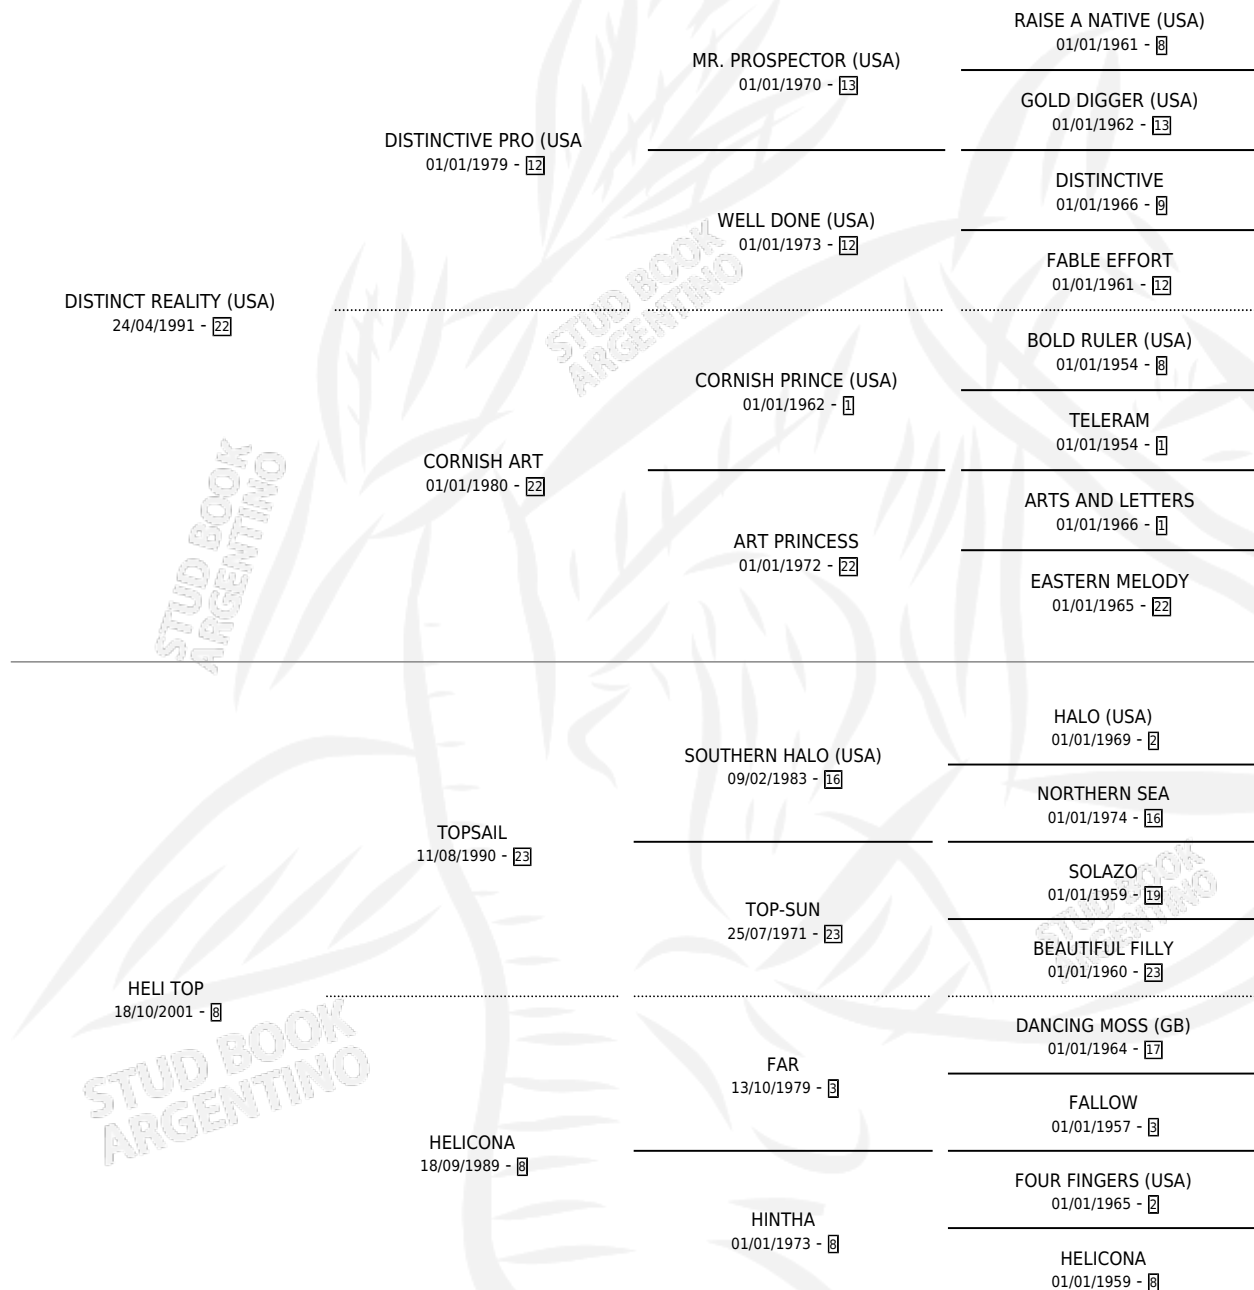 RAISE A NATIVE (USA)
01/01/1961 - 8
MR. PROSPECTOR (USA)
01/01/1970 - 13
GOLD DIGGER (USA)
01/01/1962 - 13
DISTINCTIVE PRO (USA
01/01/1979 - 12
DISTINCTIVE
01/01/1966 - 9
WELL DONE (USA)
01/01/1973 - 12
FABLE EFFORT
01/01/1961 - 12
DISTINCT REALITY (USA)
24/04/1991 - 22
BOLD RULER (USA)
01/01/1954 - 8
CORNISH PRINCE (USA)
01/01/1962 - 1
TELERAM
01/01/1954 - 1
CORNISH ART
01/01/1980 - 22
ARTS AND LETTERS
01/01/1966 - 1
ART PRINCESS
01/01/1972 - 22
EASTERN MELODY
01/01/1965 - 22
HALO (USA)
01/01/1969 - 2
SOUTHERN HALO (USA)
09/02/1983 - 16
NORTHERN SEA
01/01/1974 - 16
TOPSAIL
11/08/1990 - 23
SOLAZO
01/01/1959 - 19
TOP-SUN
25/07/1971 - 23
BEAUTIFUL FILLY
01/01/1960 - 23
HELI TOP
18/10/2001 - 8
DANCING MOSS (GB)
01/01/1964 - 17
FAR
13/10/1979 - 3
FALLOW
01/01/1957 - 3
HELICONA
18/09/1989 - 8
FOUR FINGERS (USA)
01/01/1965 - 2
HINTHA
01/01/1973 - 8
HELICONA
01/01/1959 - 8
STUD BOOK
ARGENTINO
STUD BOOK
ARGENTINO
STUD BOOK
ARGENTINO
STUD BOOK
ARGENTINO